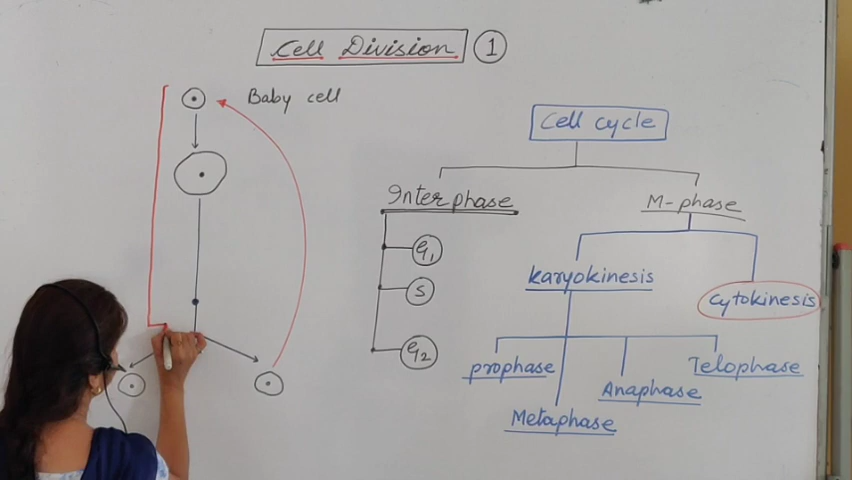 Cell Division 1
Baby cell
Cell cycle
Interphase
M-phase
G1
S
G2
karyokinesis
cytokinesis
prophase
Metaphase
Anaphase
Telophase